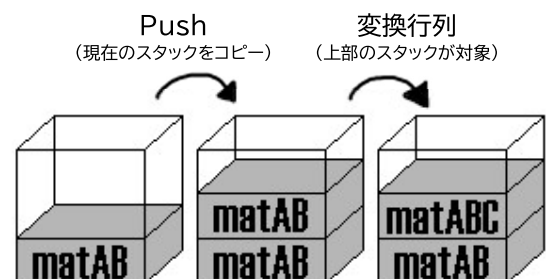 Push
（現在のスタックをコピー）
変換行列
（上部のスタックが対象）
matAB
matAB
matAB
matABC
matAB